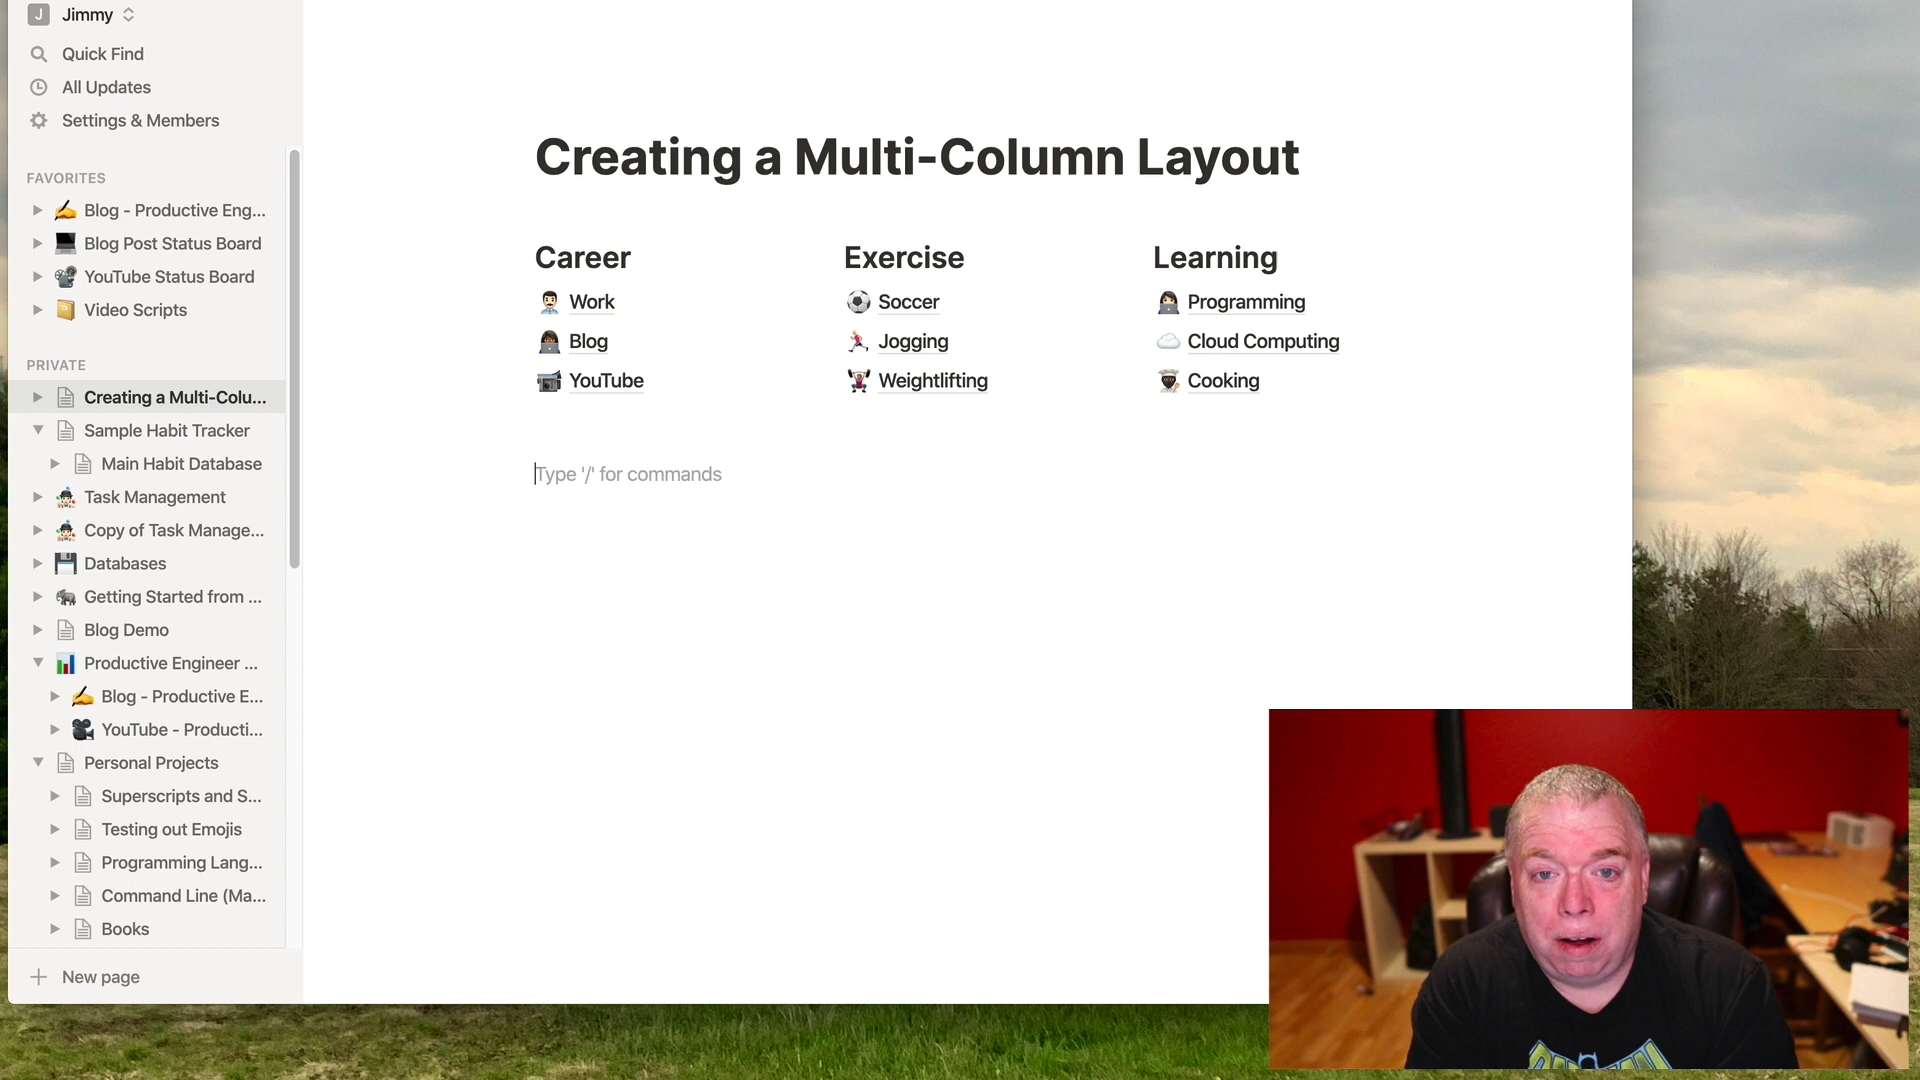 J Jimmy
Quick Find
All Updates
Settings & Members
FAVORITES
Blog - Productive Eng...
Blog Post Status Board
YouTube Status Board
Video Scripts
PRIVATE
Creating a Multi-Colu...
Sample Habit Tracker
Main Habit Database
Task Management
Copy of Task Manage...
Databases
Getting Started from ...
Blog Demo
Productive Engineer ...
Blog - Productive E...
YouTube - Producti...
Personal Projects
Superscripts and S...
Testing out Emojis
Programming Lang...
Command Line (Ma...
Books
New page
Creating a Multi-Column Layout
Career
Work
Blog
YouTube
Exercise
Soccer
Jogging
Weightlifting
Learning
Programming
Cloud Computing
Cooking
Type '/' for commands